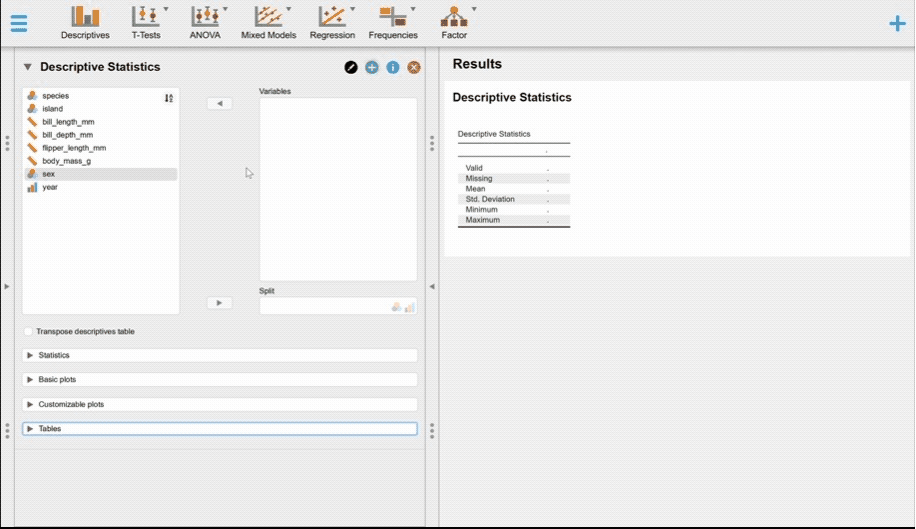 Descriptives T-Tests ANOVA Mixed Models Regression Frequencies Factor
Descriptive Statistics
species
island
bill_length_mm
bill_depth_mm
flipper_length_mm
body_mass_g
sex
year
Variables
Split
Transpose descriptives table
Statistics
Basic plots
Customizable plots
Tables
Results
Descriptive Statistics
Descriptive Statistics
.
Valid .
Missing .
Mean .
Std. Deviation .
Minimum .
Maximum .